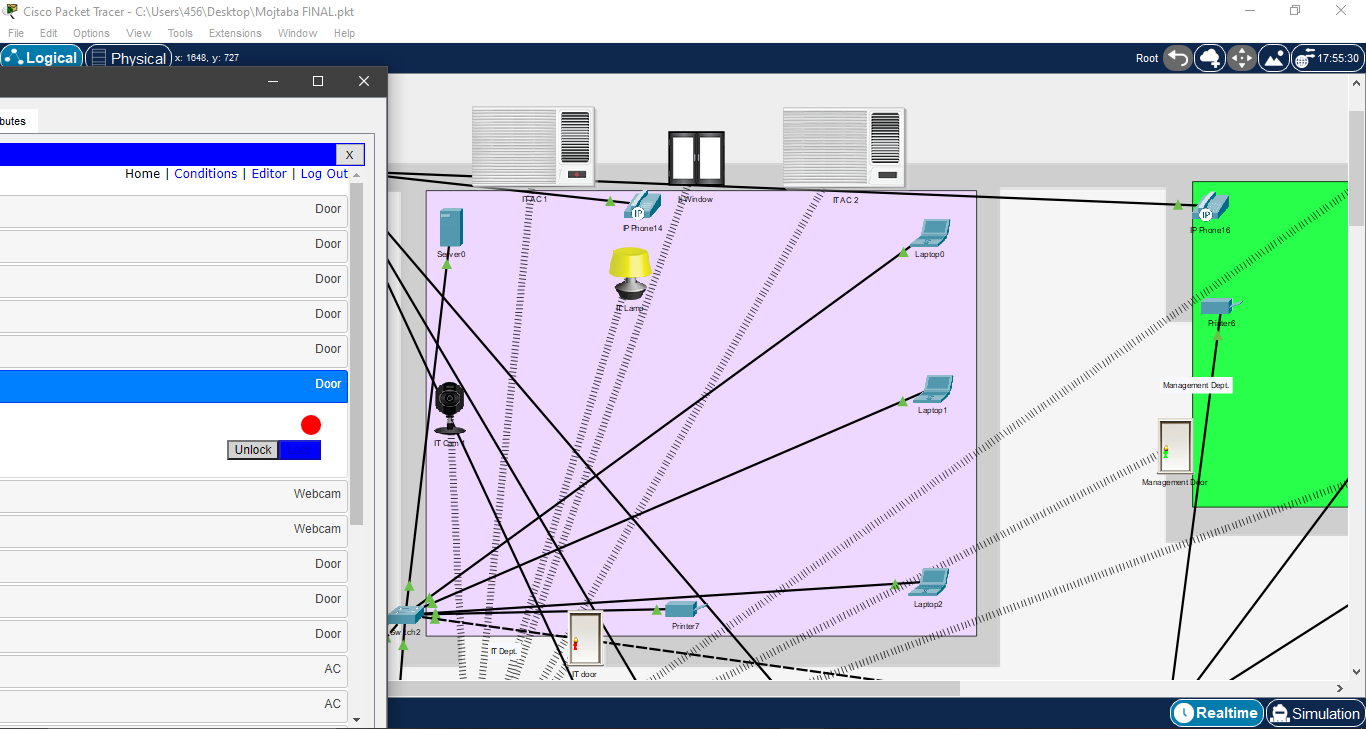 Cisco Packet Tracer - C:\Users\456\Desktop\Mojtaba FINAL.pkt
File Edit Options View Tools Extensions Window Help
Logical Physical x: 1648, y: 727
Root 17:55:30
butes
X
Home | Conditions | Editor | Log Out
Door
Door
Door
Door
Door
Door
Unlock
Webcam
Webcam
Door
Door
Door
AC
AC
IT AC 1
It Window
IT AC 2
IP
IP Phone14
IP
IP Phone16
Server0
Laptop0
IT Lamp
Printer6
Management Dept.
Laptop1
IT Cam 1
Management Door
Laptop2
Switch2
Printer7
IT Dept.
IT door
Realtime Simulation